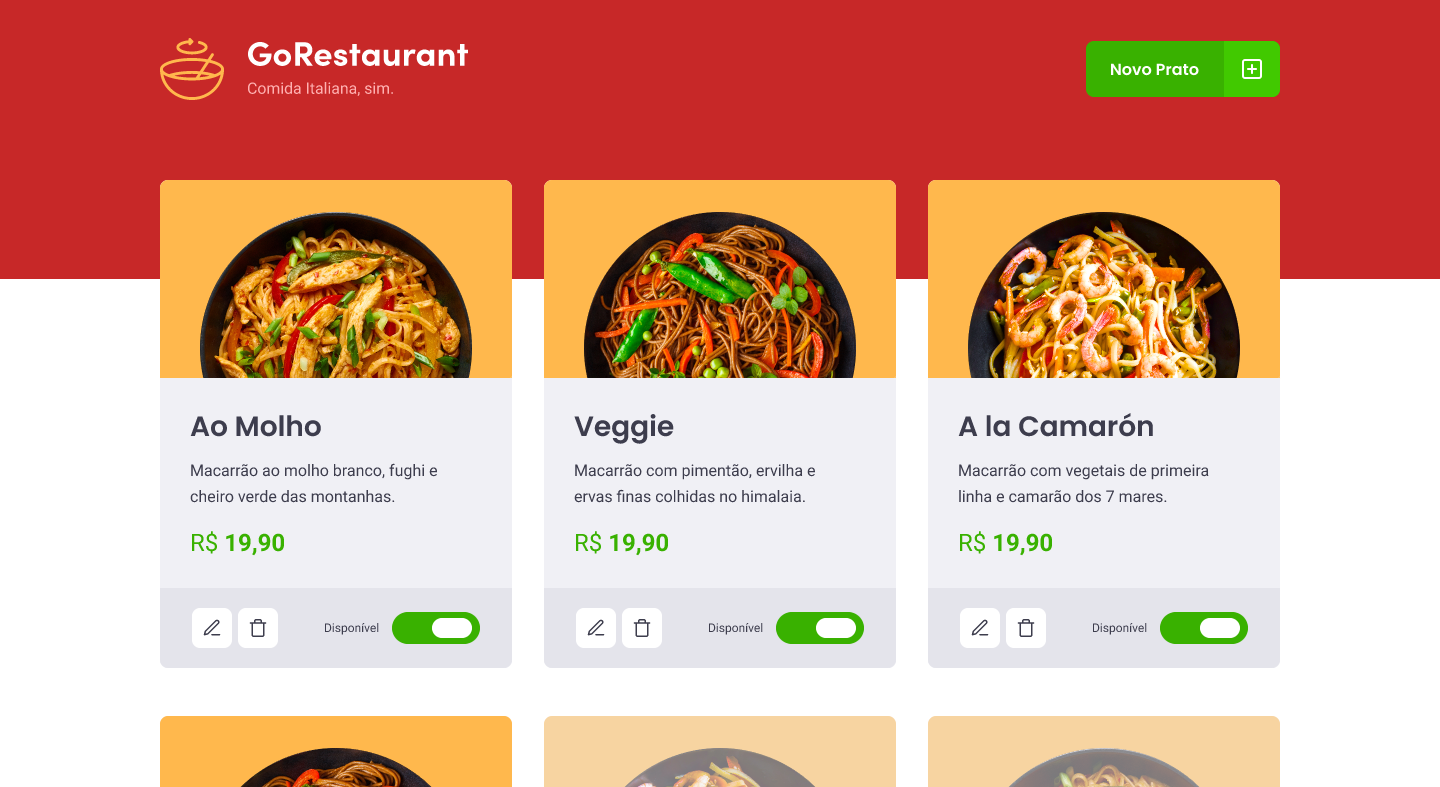 GoRestaurant
Comida Italiana, sim.
Novo Prato
Ao Molho
Macarrão ao molho branco, fughi e
cheiro verde das montanhas.
R$ 19,90
Disponível
Veggie
Macarrão com pimentão, ervilha e
ervas finas colhidas no himalaia.
R$ 19,90
Disponível
A la Camarón
Macarrão com vegetais de primeira
linha e camarão dos 7 mares.
R$ 19,90
Disponível